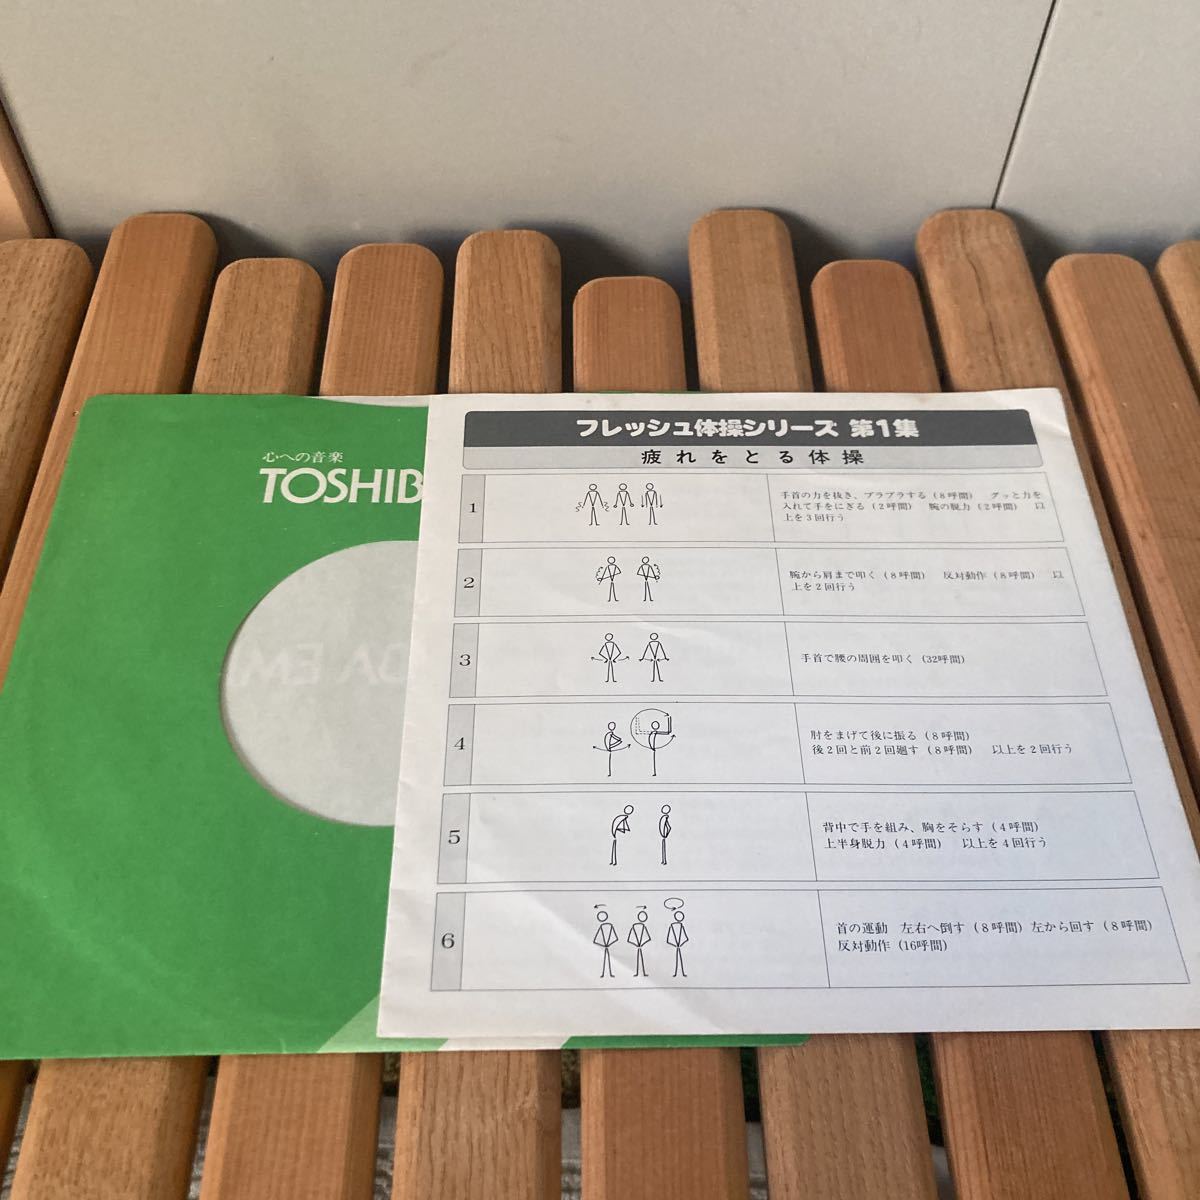 心への音楽
TOSHIB
フレッシュ体操シリーズ 第1集
疲れをとる体操
1
手首の力を抜き、ブラブラする(8呼間) グッと力を
入れて手をにぎる(2呼間) 腕の脱力(2呼間) 以
上を3回行う
2
腕から肩まで叩く(8呼間) 反対動作(8呼間) 以
上を2回行う
3
手首で腰の周囲を叩く(32呼間)
4
肘をまげて後に振る(8呼間)
後2回と前2回廻す(8呼間) 以上を2回行う
5
背中で手を組み、胸をそらす(4呼間)
上半身脱力(4呼間) 以上を4回行う
6
首の運動 左右へ倒す(8呼間)左から回す(8呼間)
反対動作(16呼間)